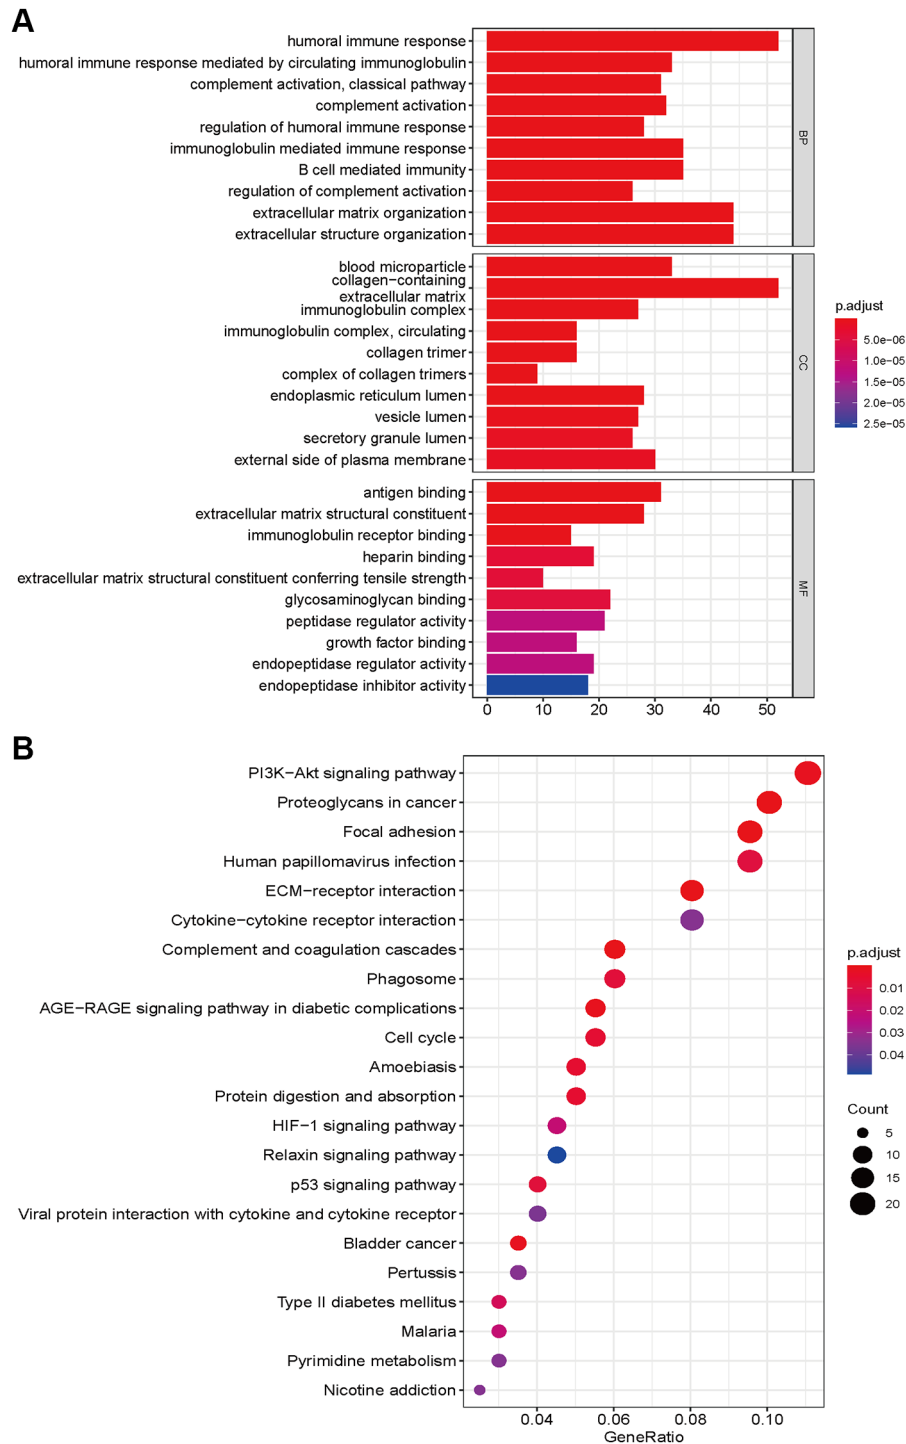 A
humoral immune response
humoral immune response mediated by circulating immunoglobulin
complement activation, classical pathway
complement activation
regulation of humoral immune response
immunoglobulin mediated immune response
B cell mediated immunity
regulation of complement activation
extracellular matrix organization
extracellular structure organization
BP
blood microparticle
collagen−containing
extracellular matrix
immunoglobulin complex
immunoglobulin complex, circulating
collagen trimer
complex of collagen trimers
endoplasmic reticulum lumen
vesicle lumen
secretory granule lumen
external side of plasma membrane
CC
antigen binding
extracellular matrix structural constituent
immunoglobulin receptor binding
heparin binding
extracellular matrix structural constituent conferring tensile strength
glycosaminoglycan binding
peptidase regulator activity
growth factor binding
endopeptidase regulator activity
endopeptidase inhibitor activity
MF
0 10 20 30 40 50
p.adjust
5.0e−06
1.0e−05
1.5e−05
2.0e−05
2.5e−05
B
PI3K−Akt signaling pathway
Proteoglycans in cancer
Focal adhesion
Human papillomavirus infection
ECM−receptor interaction
Cytokine−cytokine receptor interaction
Complement and coagulation cascades
Phagosome
AGE−RAGE signaling pathway in diabetic complications
Cell cycle
Amoebiasis
Protein digestion and absorption
HIF−1 signaling pathway
Relaxin signaling pathway
p53 signaling pathway
Viral protein interaction with cytokine and cytokine receptor
Bladder cancer
Pertussis
Type II diabetes mellitus
Malaria
Pyrimidine metabolism
Nicotine addiction
0.04 0.06 0.08 0.10
GeneRatio
p.adjust
0.01
0.02
0.03
0.04
Count
5
10
15
20